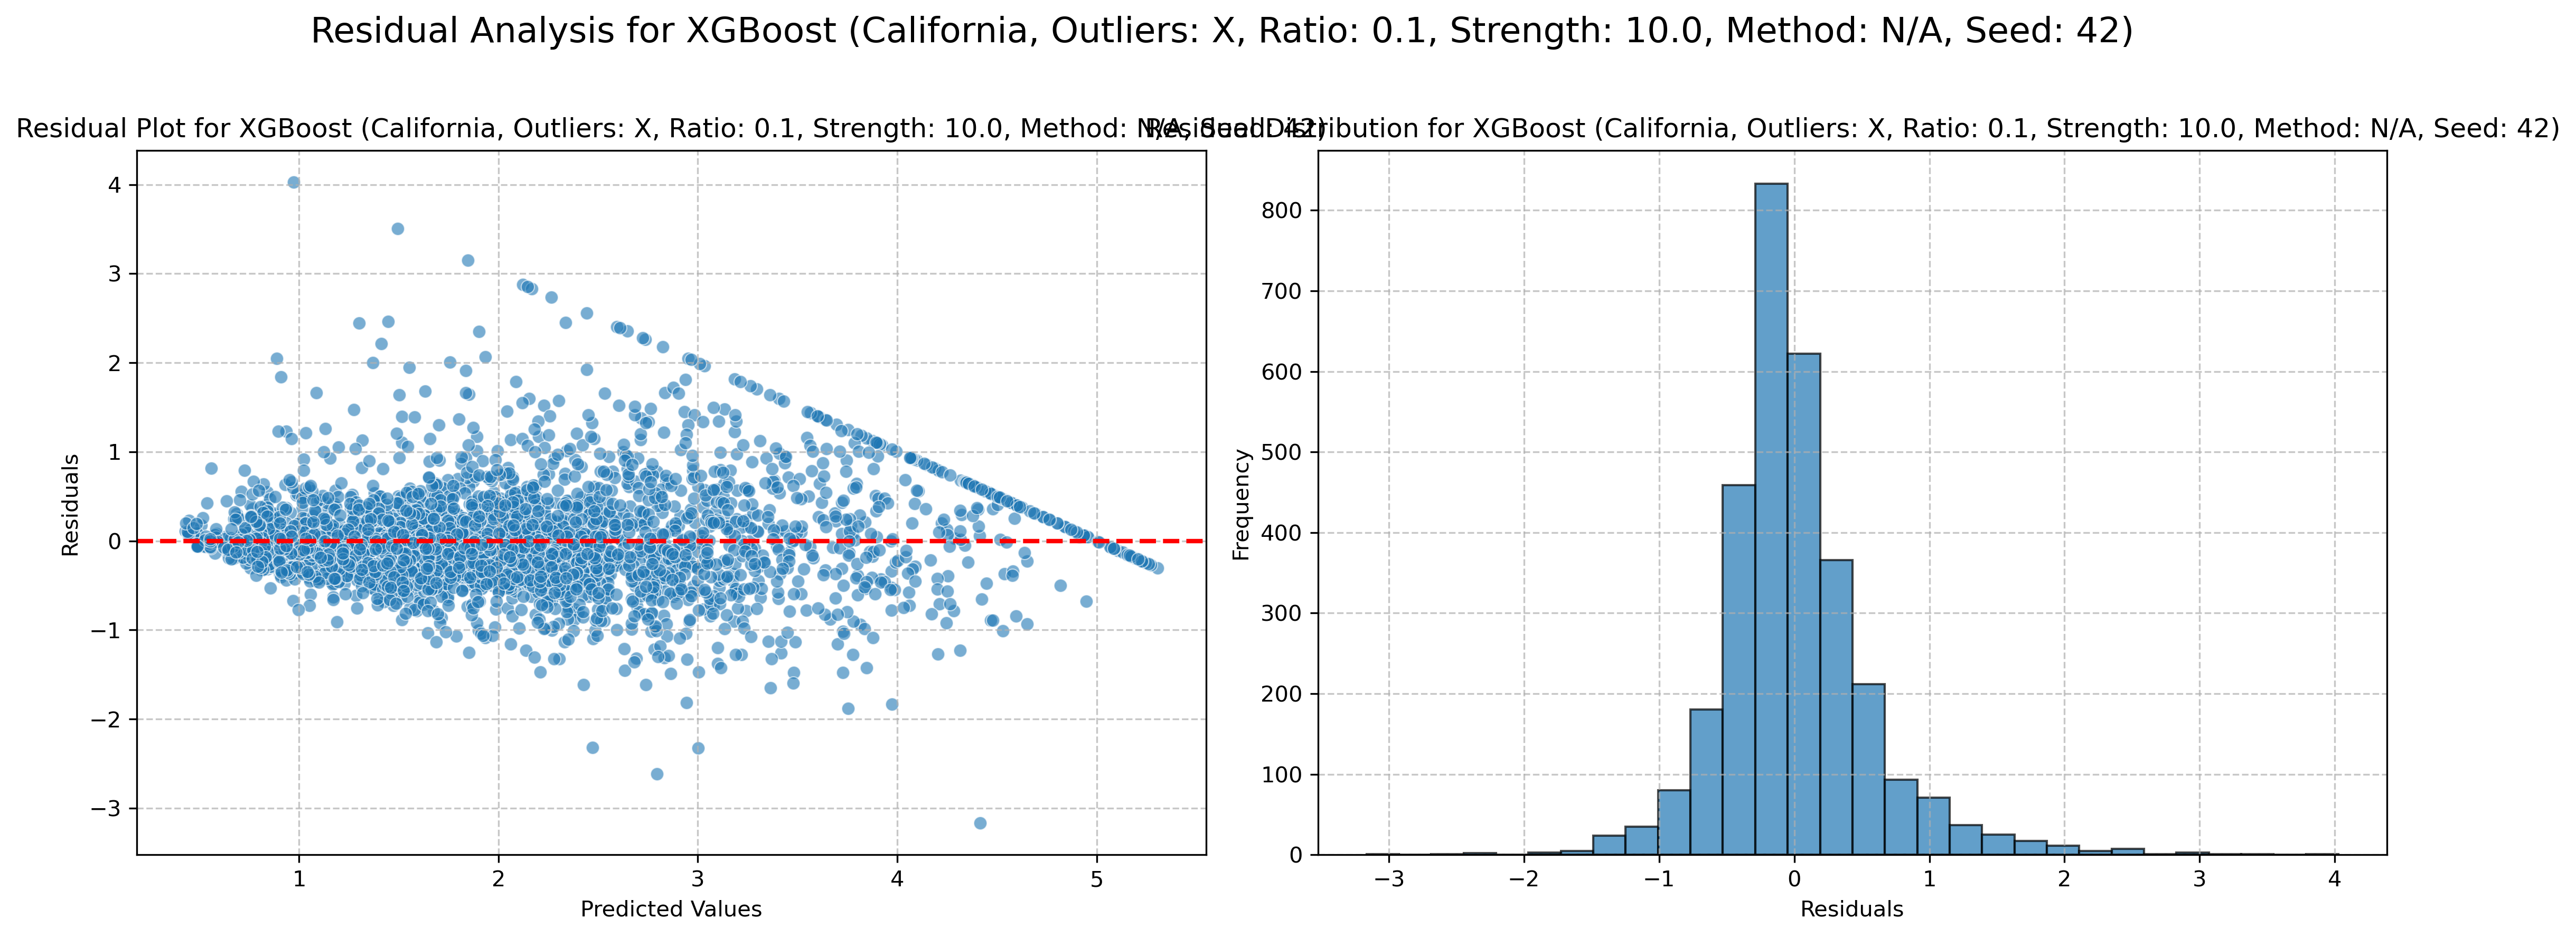 Residual Analysis for XGBoost (California, Outliers: X, Ratio: 0.1, Strength: 10.0, Method: N/A, Seed: 42)
Residual Plot for XGBoost (California, Outliers: X, Ratio: 0.1, Strength: 10.0, Method: N/A, Seed: 42)
4
3
2
1
0
−1
−2
−3
Residuals
1 2 3 4 5
Predicted Values
Residual Distribution for XGBoost (California, Outliers: X, Ratio: 0.1, Strength: 10.0, Method: N/A, Seed: 42)
800
700
600
500
400
300
200
100
0
Frequency
−3 −2 −1 0 1 2 3 4
Residuals